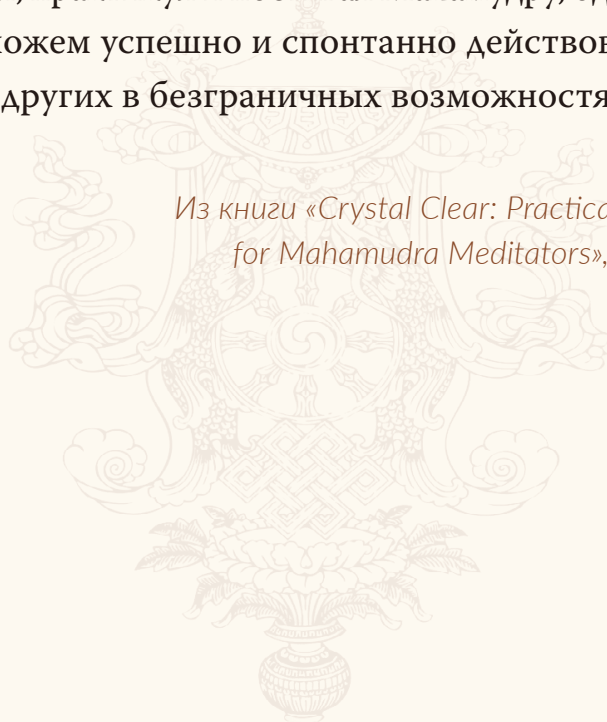 ожем успешно и спонтанно действов
других в безграничных возможностя
Из книги «Crystal Clear: Practica
for Mahamudra Meditators»,